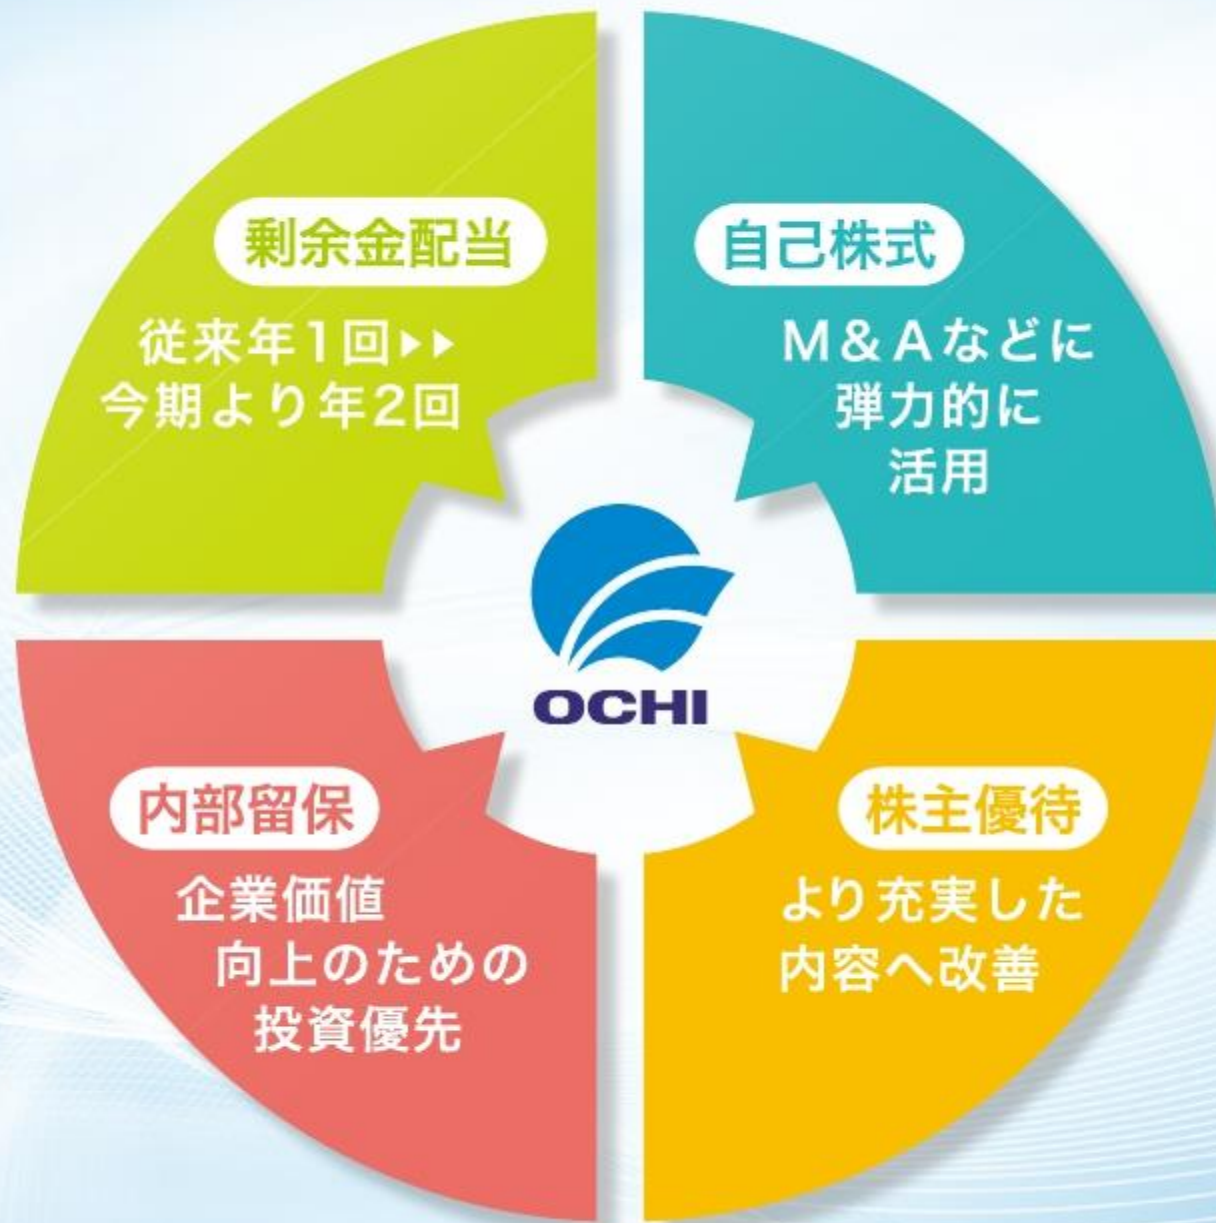 剰余金配当
従来年1回▸▸
今期より年2回
自己株式
M&Aなどに
弾力的に
活用
OCHI
内部留保
企業価値
向上のための
投資優先
株主優待
より充実した
内容へ改善